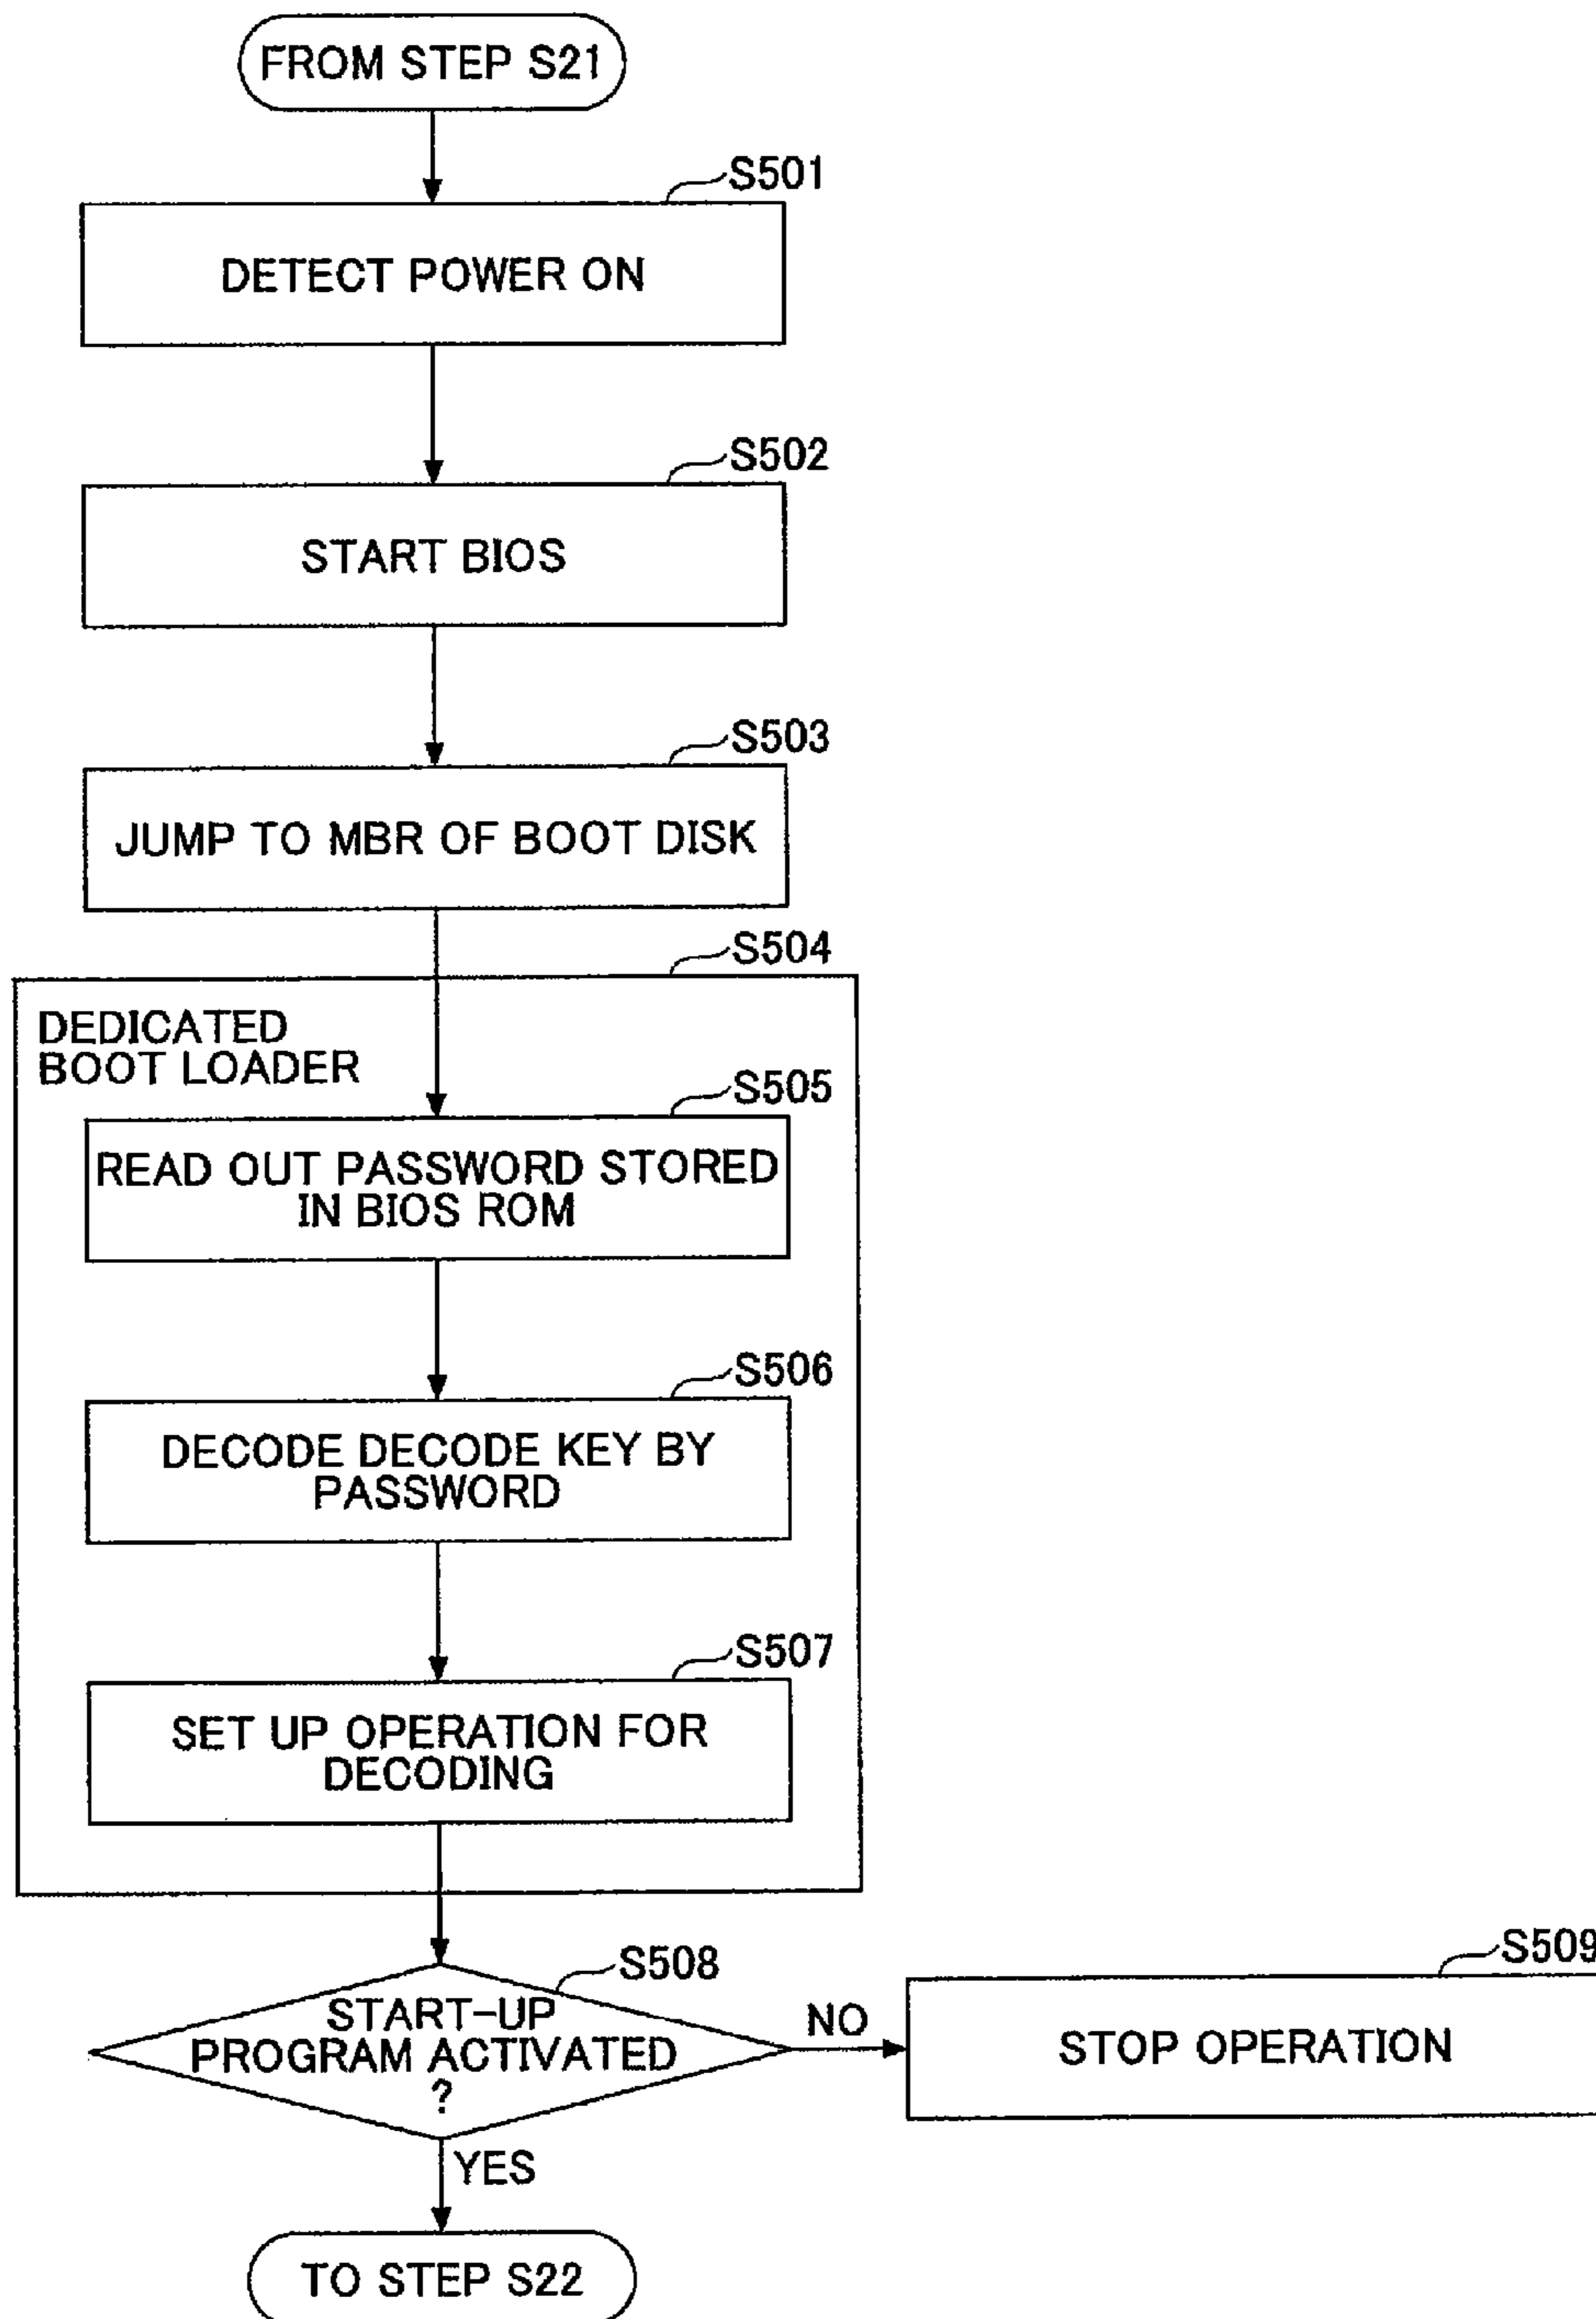 FROM STEP S21
S501
DETECT POWER ON
S502
START BIOS
S503
JUMP TO MBR OF BOOT DISK
S504
DEDICATED
BOOT LOADER
S505
READ OUT PASSWORD STORED
IN BIOS ROM
S506
DECODE DECODE KEY BY
PASSWORD
S507
SET UP OPERATION FOR
DECODING
S508
START-UP
PROGRAM ACTIVATED
?
NO
S509
STOP OPERATION
YES
TO STEP S22